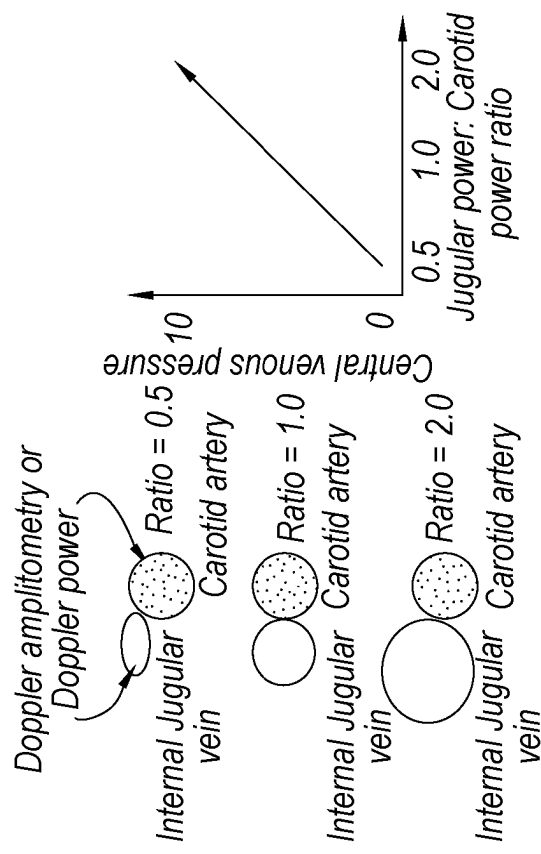 Doppler amplitometry or
Doppler power
Ratio = 0.5
Internal Jugular
vein
Carotid artery
Ratio = 1.0
Internal Jugular
vein
Carotid artery
Ratio = 2.0
Internal Jugular
vein
Carotid artery
Central venous pressure
10
0
0.5 1.0 2.0
Jugular power: Carotid
power ratio